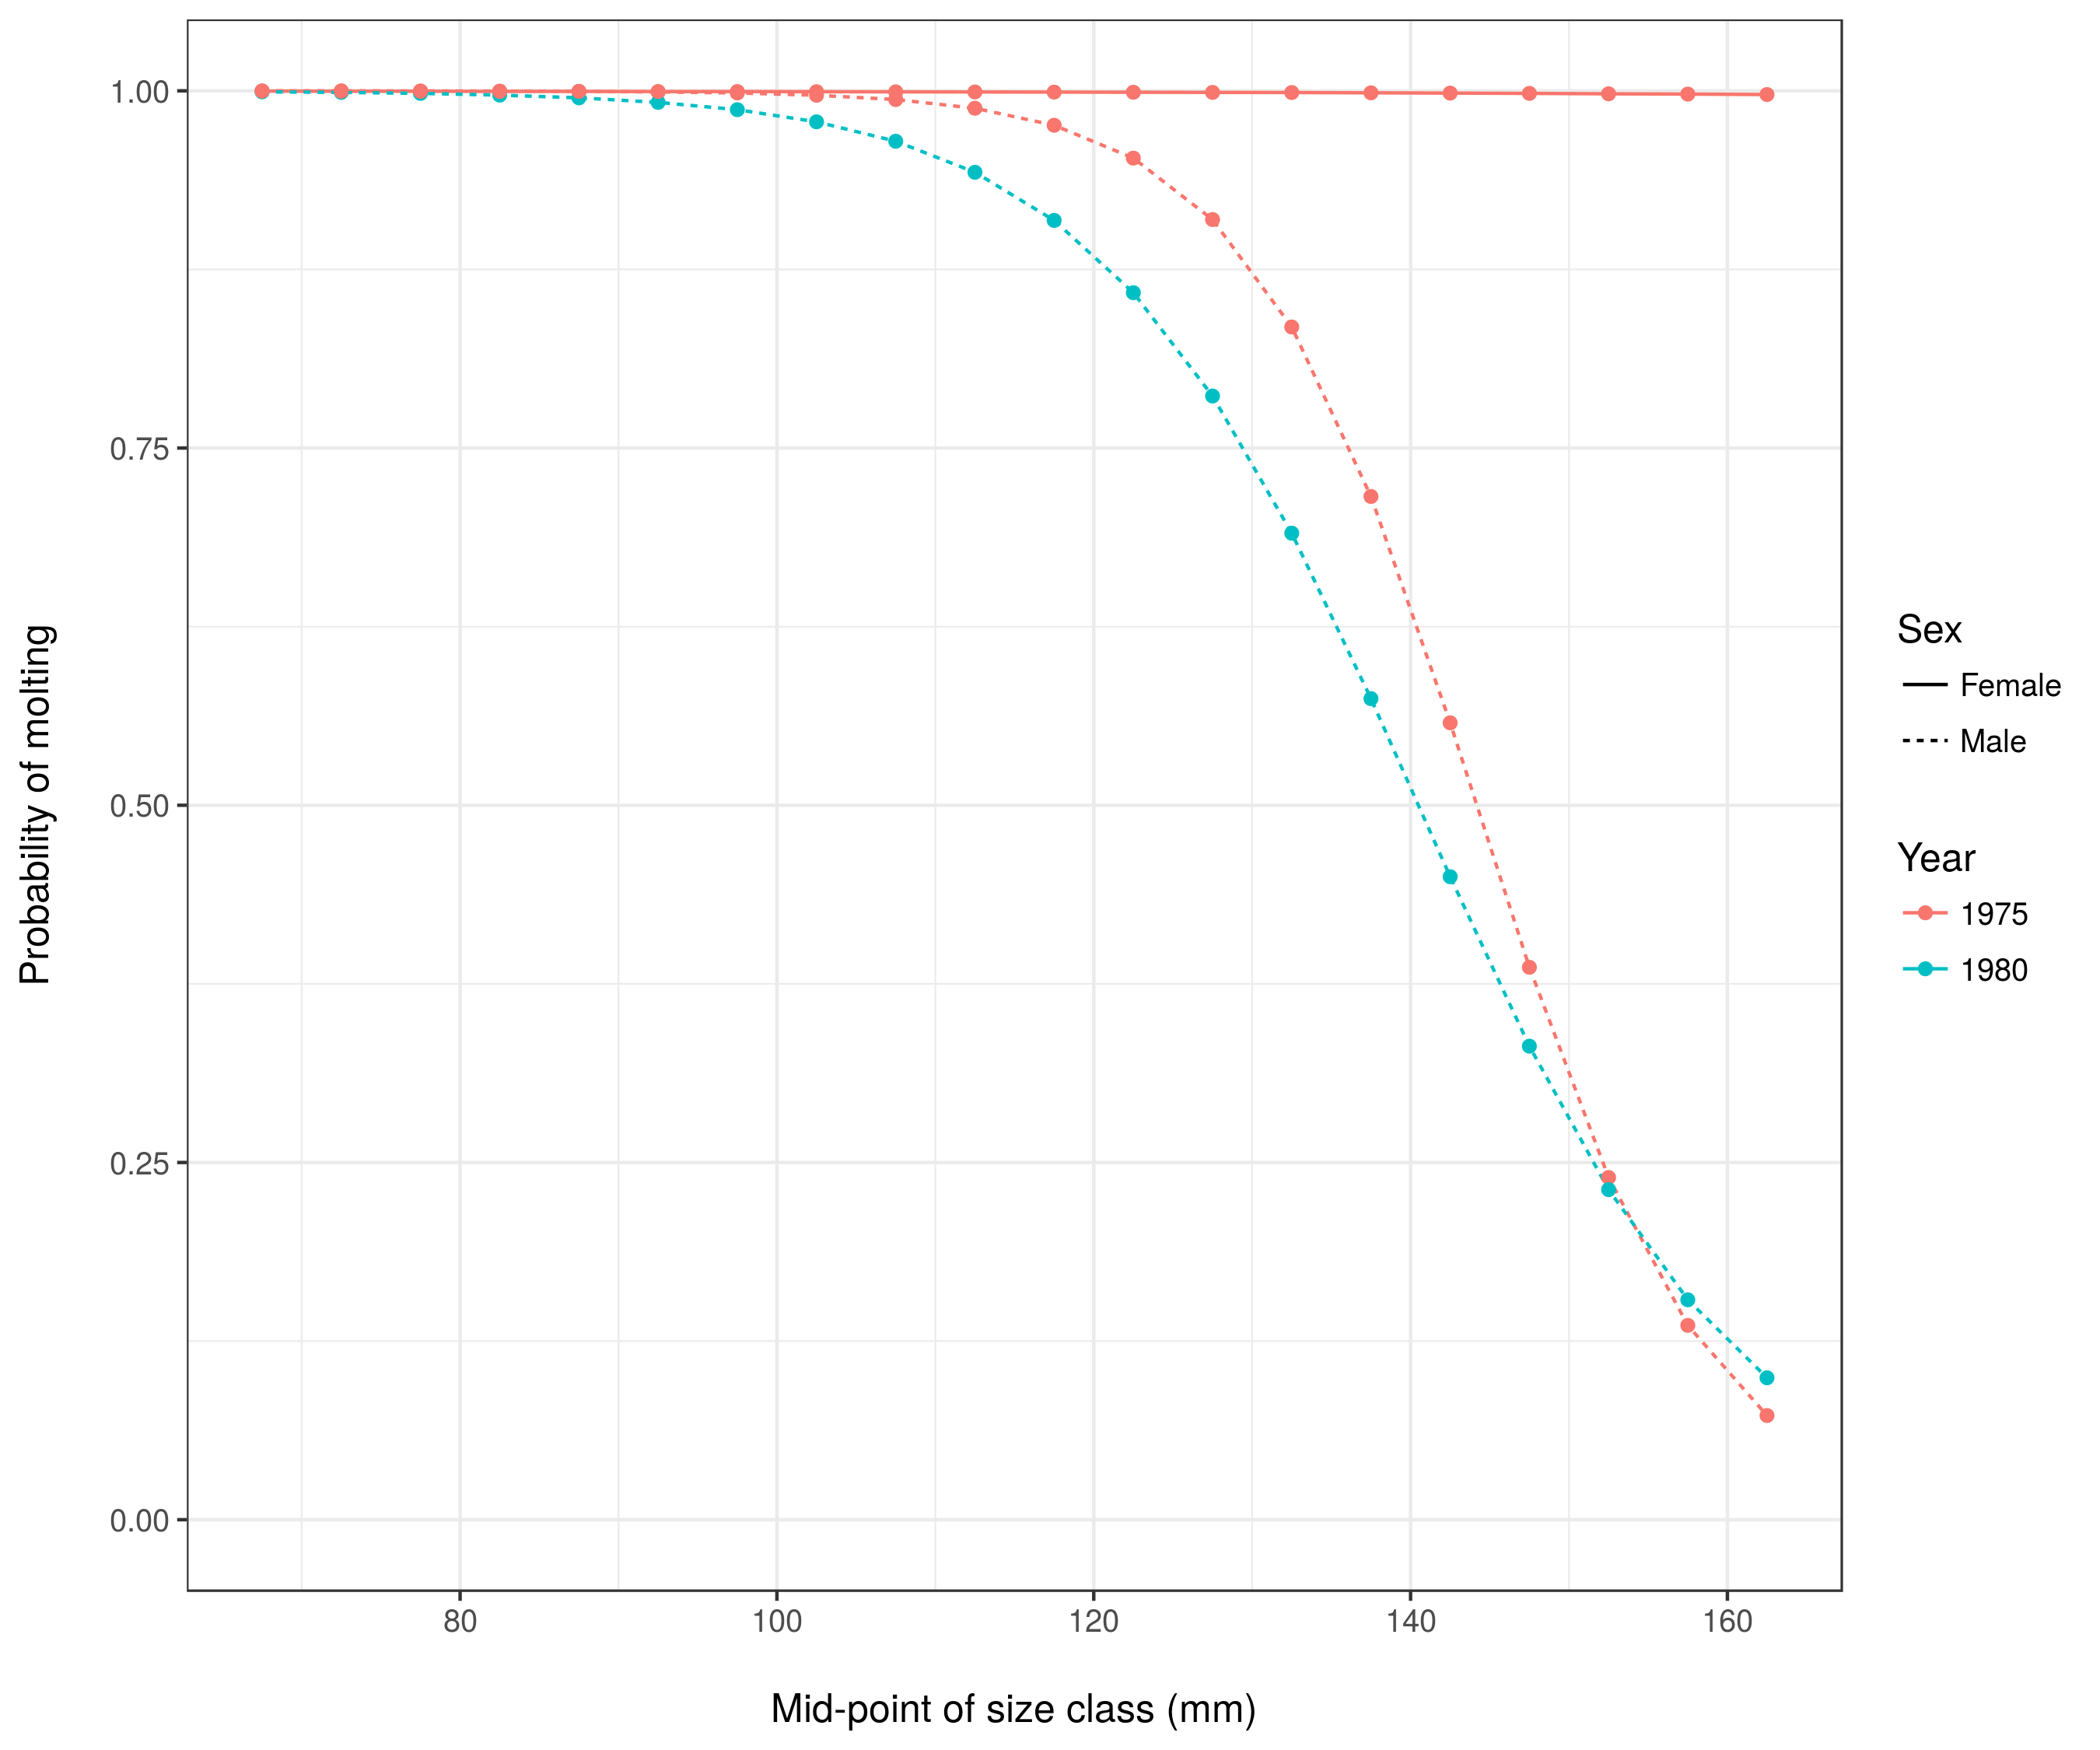 Probability of molting
1.00
0.75
0.50
0.25
0.00
80
100
120
140
160
Mid-point of size class (mm)
Sex
Female
Male
Year
1975
1980